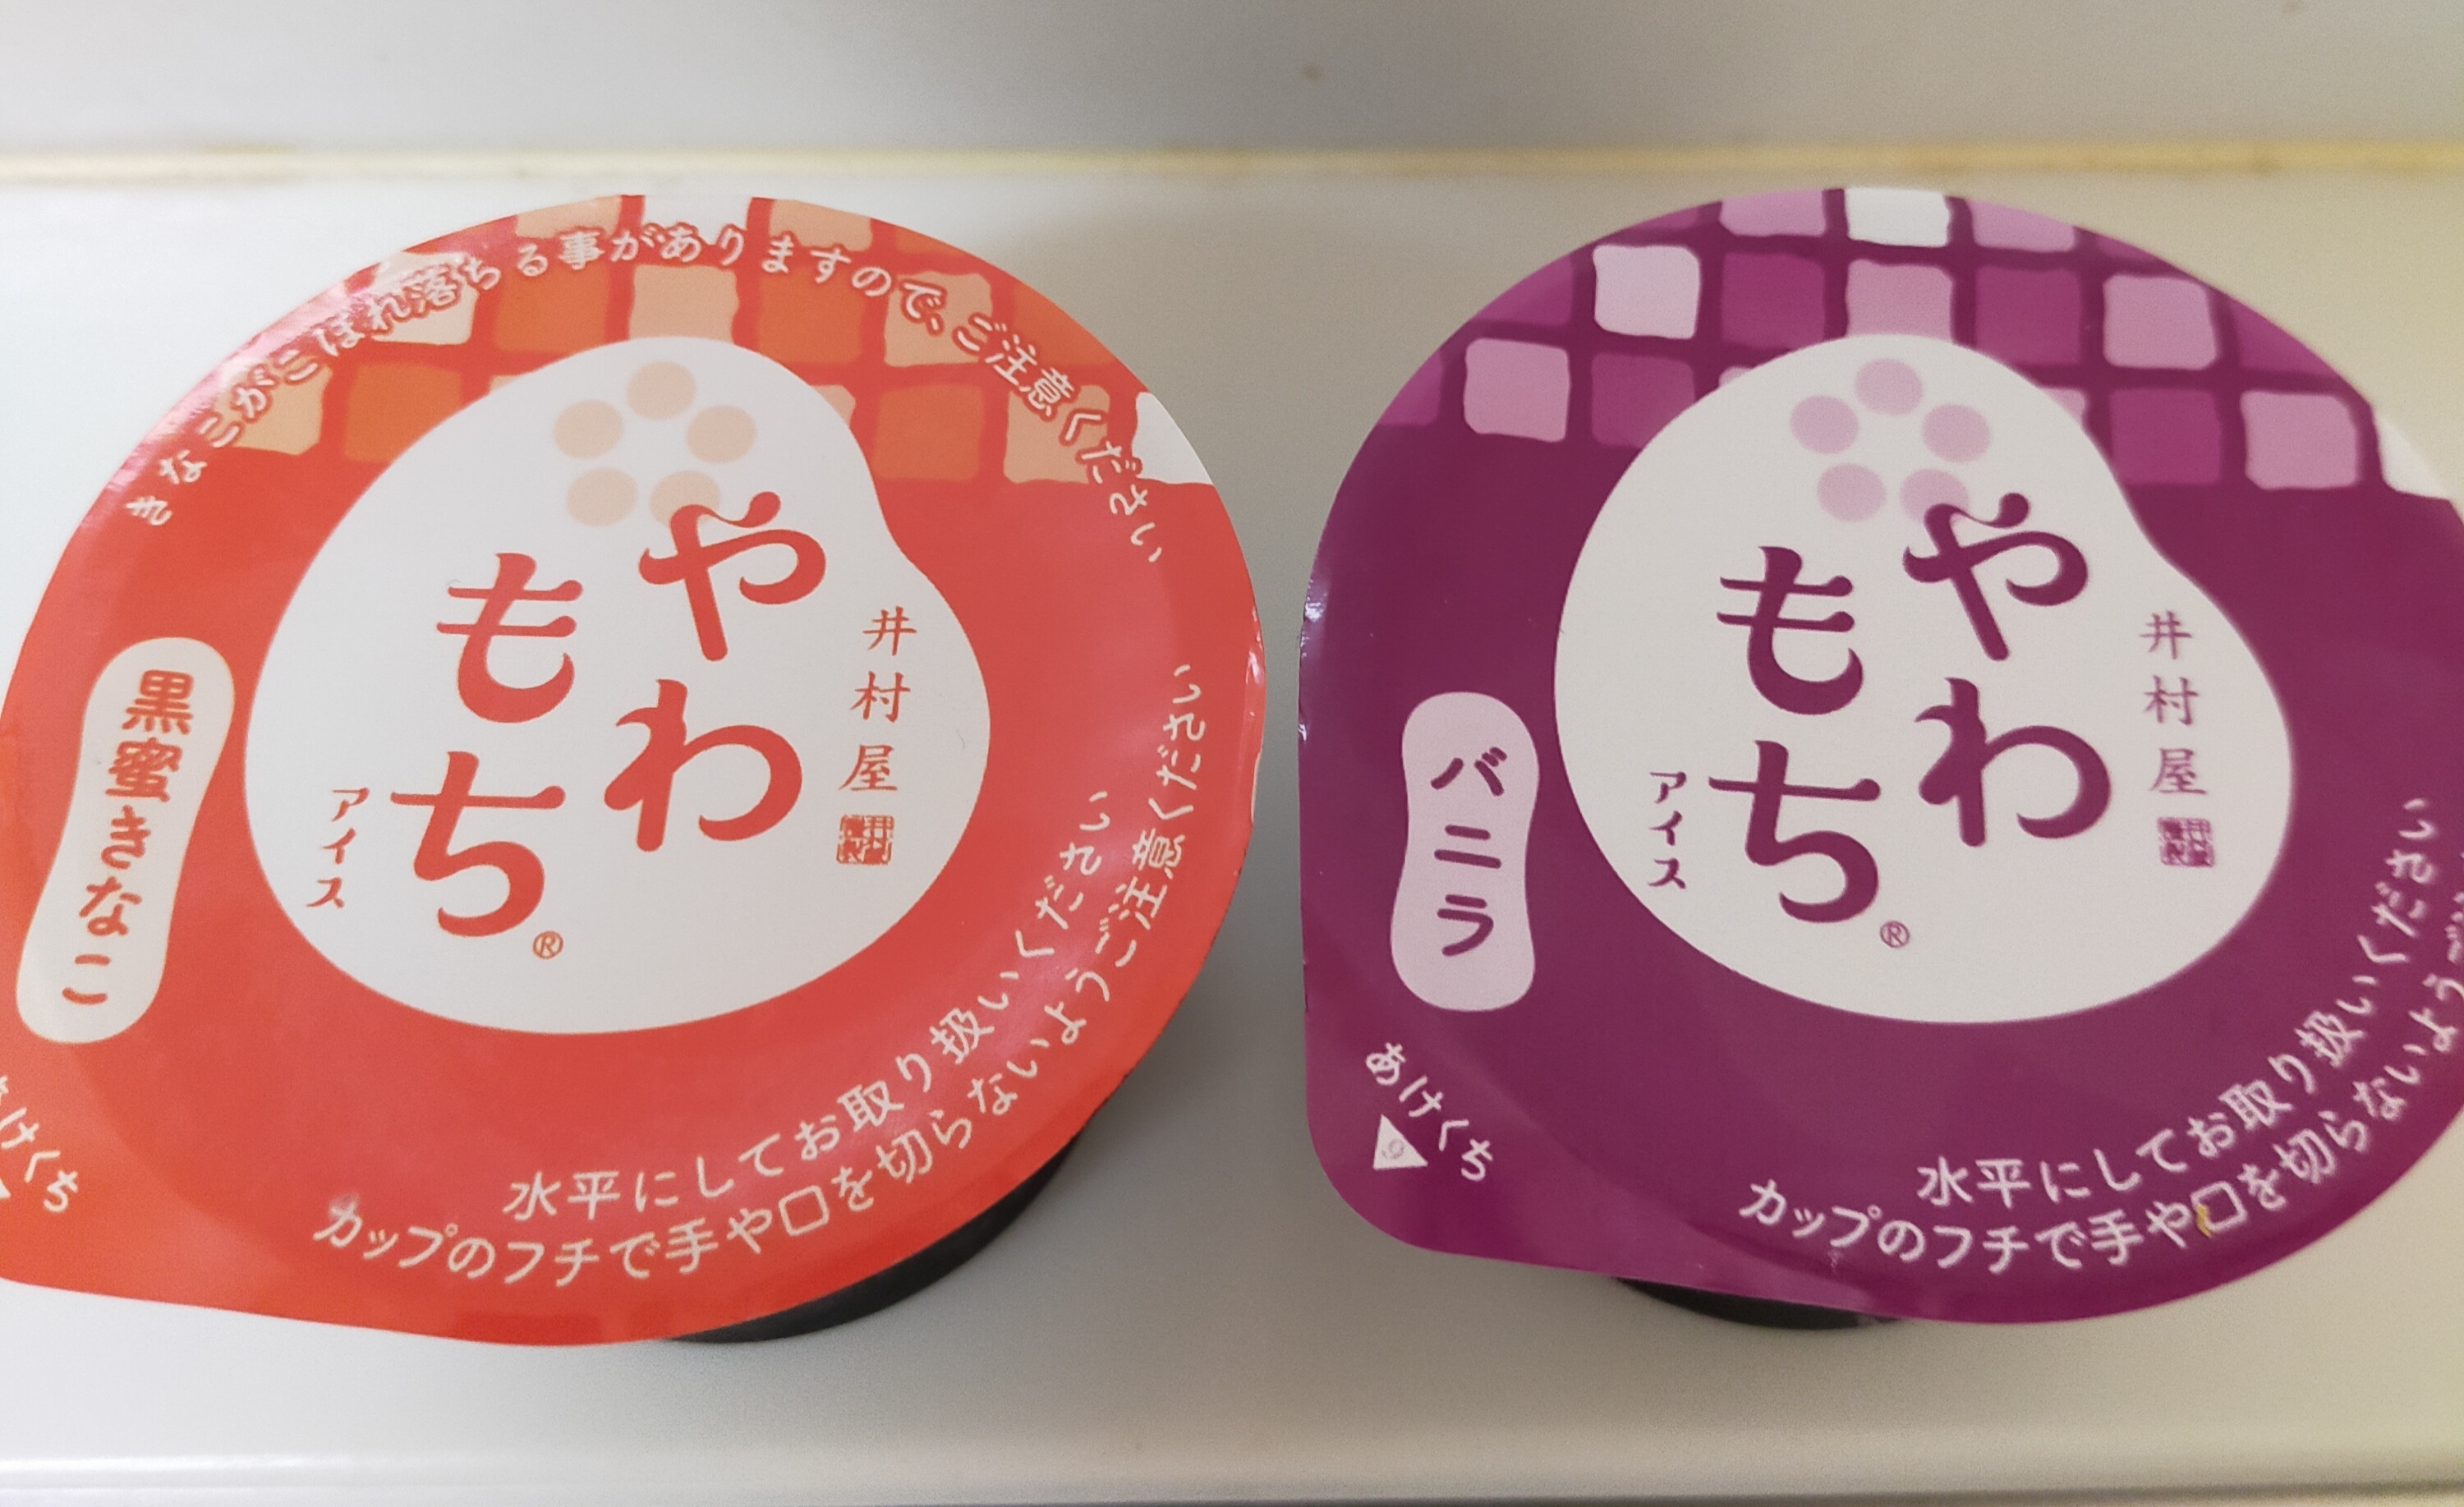 きなこがこぼれ落ちる事がありますので、ご注意ください
井村屋
やわ
もち®
アイス
黒蜜きなこ
けくち
水平にしてお取り扱いください
カップのフチで手や口を切らないようご注意ください
井村屋
やわ
もち®
アイス
バニラ
あけくち
水平にしてお取り扱いください
カップのフチで手や口を切らないよう